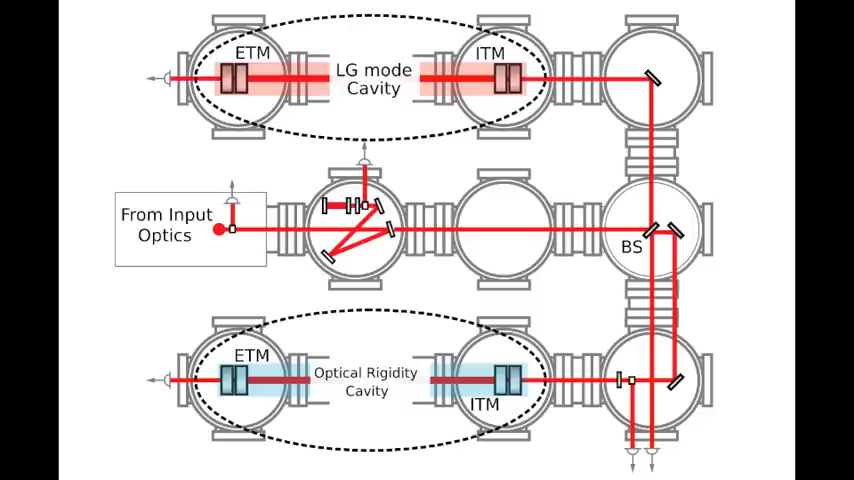 ETM
ITM
LG mode
Cavity
From Input
Optics
BS
ETM
Optical Rigidity
Cavity
ITM